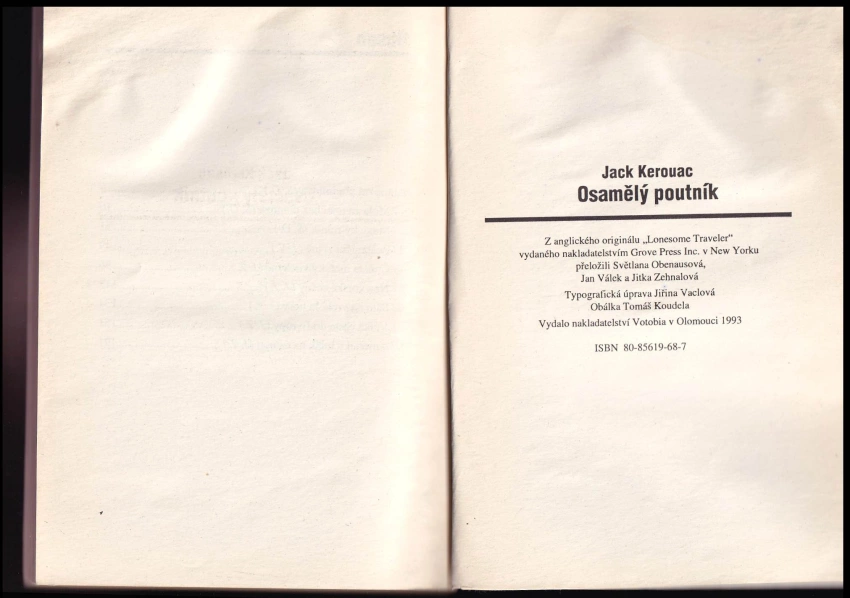 Jack Kerouac
Osamělý poutník
Z anglického originálu „Lonesome Traveler"
vydaného nakladatelstvím Grove Press Inc. v New Yorku
přeložili Světlana Obenausová,
Jan Válek a Jitka Zehnalová
Typografická úprava Jiřina Vaclová
Obálka Tomáš Koudela
Vydalo nakladatelství Votobia v Olomouci 1993
ISBN 80-85619-68-7